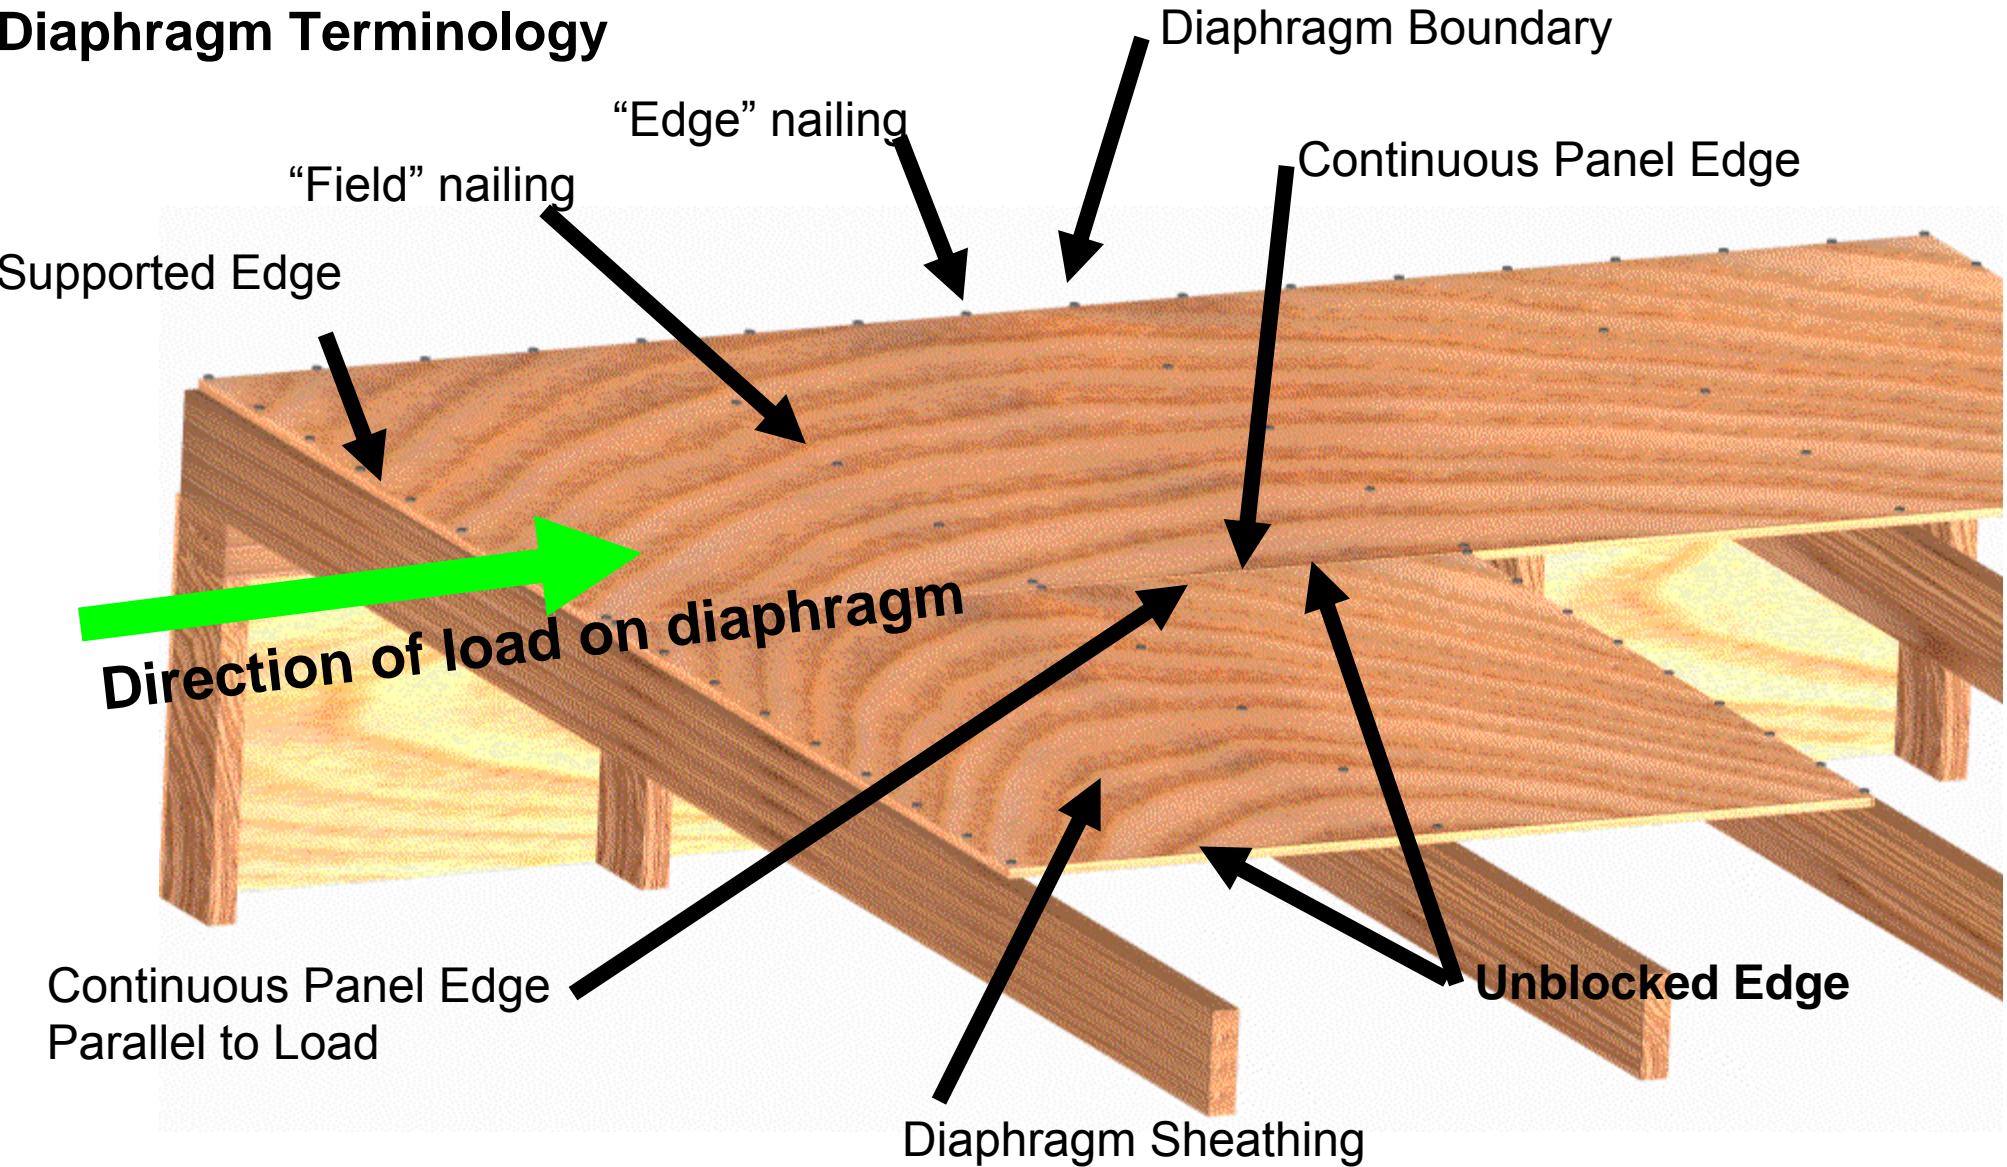 Diaphragm Terminology
Diaphragm Boundary
“Edge” nailing
Continuous Panel Edge
“Field” nailing
Supported Edge
Direction of load on diaphragm
Continuous Panel Edge
Parallel to Load
Unblocked Edge
Diaphragm Sheathing